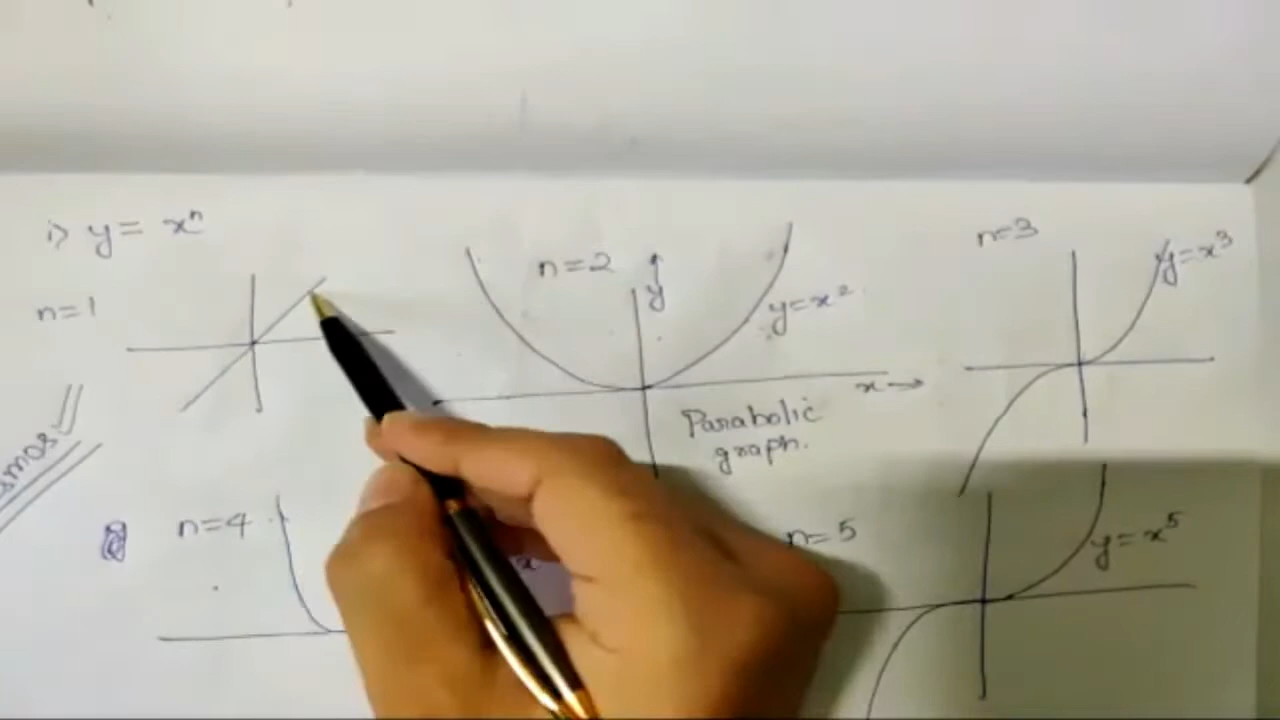 i) y = xⁿ
n=1
n=2
y
y=x²
x→
Parabolic
graph.
n=3
y=x³
n=4
x
n=5
y=x⁵